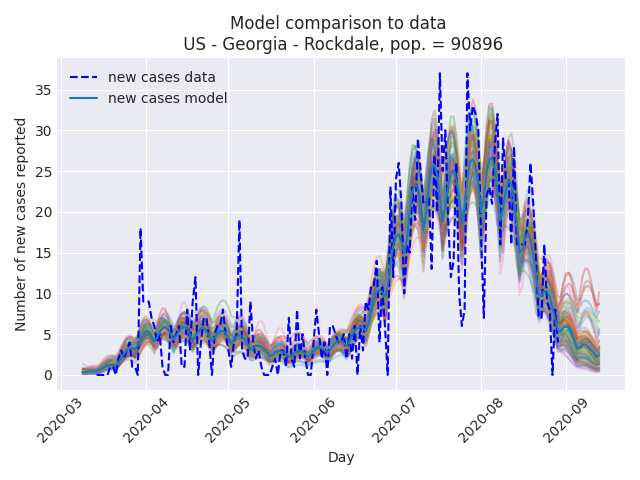 Model comparison to data
US - Georgia - Rockdale, pop. = 90896
new cases data
new cases model
Number of new cases reported
35
30
25
20
15
10
5
0
2020-03
2020-04
2020-05
2020-06
2020-07
2020-08
2020-09
Day